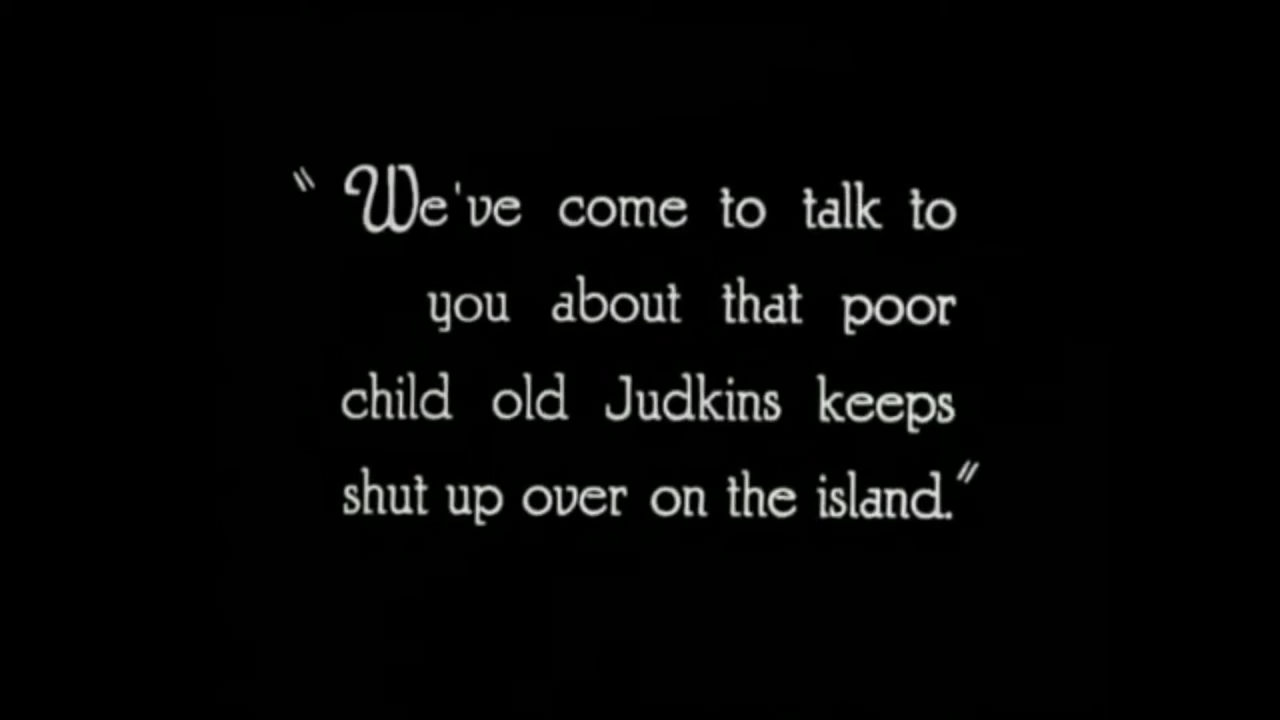 "We've come to talk to
you about that poor
child old Judkins keeps
shut up over on the island."